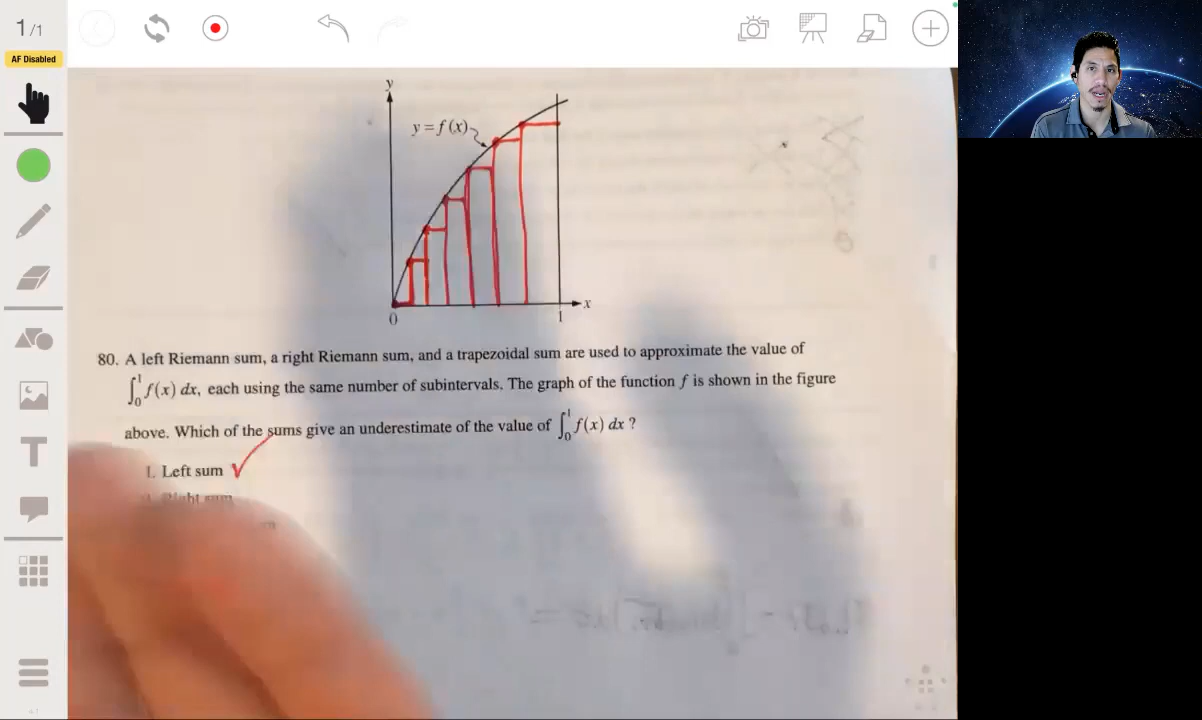 1/1
AF Disabled
y
y = f(x)
x
0
1
80. A left Riemann sum, a right Riemann sum, and a trapezoidal sum are used to approximate the value of
∫₀¹ f(x) dx, each using the same number of subintervals. The graph of the function f is shown in the figure
above. Which of the sums give an underestimate of the value of ∫₀¹ f(x) dx ?
I. Left sum
Right sum
T